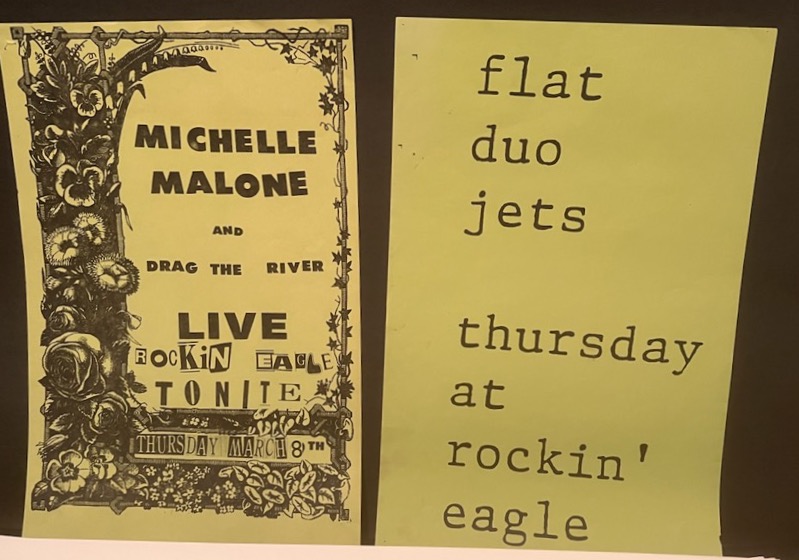 MICHELLE
MALONE
AND
DRAG THE RIVER
LIVE
ROCKIN EAGLE
TONITE
THURSDAY MARCH 8TH
flat
duo
jets
thursday
at
rockin'
eagle